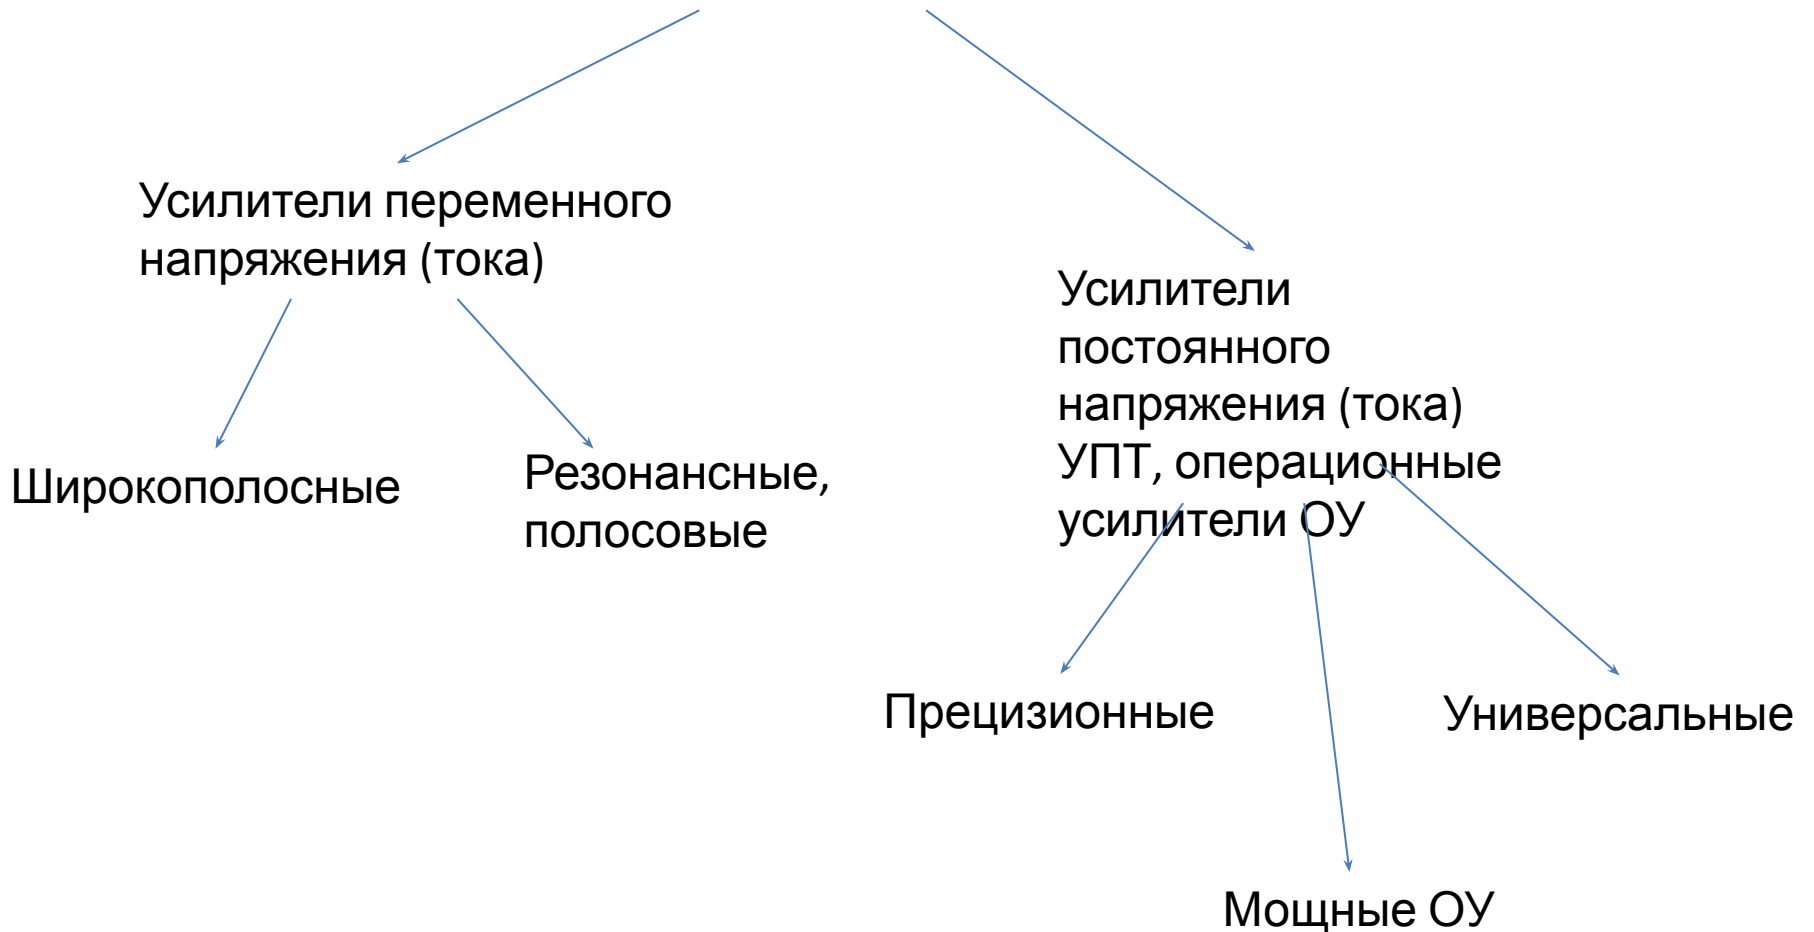 Усилители переменного
напряжения (тока)
Широкополосные
Резонансные,
полосовые
Усилители
постоянного
напряжения (тока)
УПТ, операционные
усилители ОУ
Прецизионные
Универсальные
Мощные ОУ